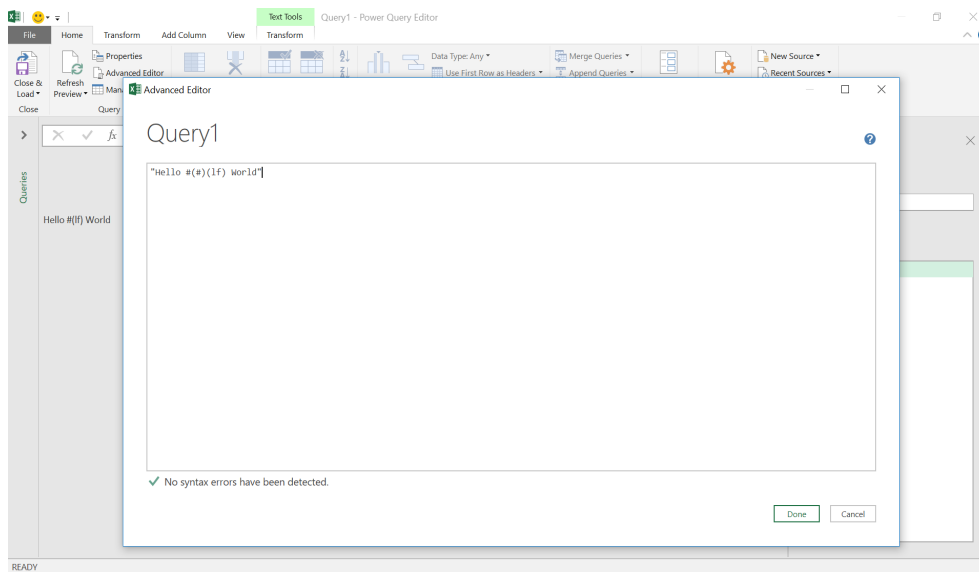 Text Tools Query1 - Power Query Editor
File Home Transform Add Column View Transform
Close & Load
Refresh Preview
Properties
Advanced Editor
Data Type: Any
Use First Row as Headers
Merge Queries
Append Queries
New Source
Recent Sources
Close
Query
Advanced Editor
fx
Query1
"Hello #(#)(lf) World"
Queries
Hello #(lf) World
No syntax errors have been detected.
Done Cancel
READY